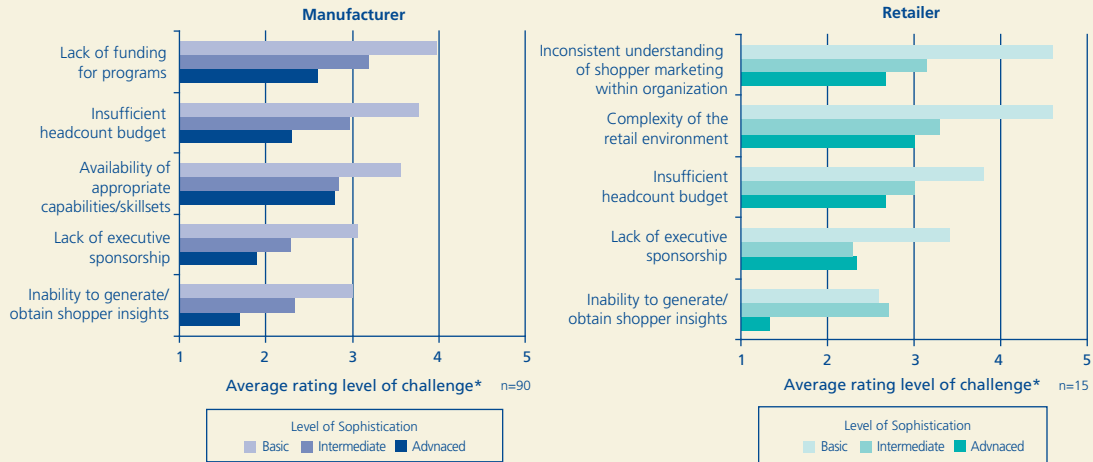 Manufacturer
Lack of funding
for programs
Insufficient
headcount budget
Availability of
appropriate
capabilities/skillsets
Lack of executive
sponsorship
Inability to generate/
obtain shopper insights
1 2 3 4 5
Average rating level of challenge* n=90
Level of Sophistication
Basic Intermediate Advnaced
Retailer
Inconsistent understanding
of shopper marketing
within organization
Complexity of the
retail environment
Insufficient
headcount budget
Lack of executive
sponsorship
Inability to generate/
obtain shopper insights
1 2 3 4 5
Average rating level of challenge* n=15
Level of Sophistication
Basic Intermediate Advnaced